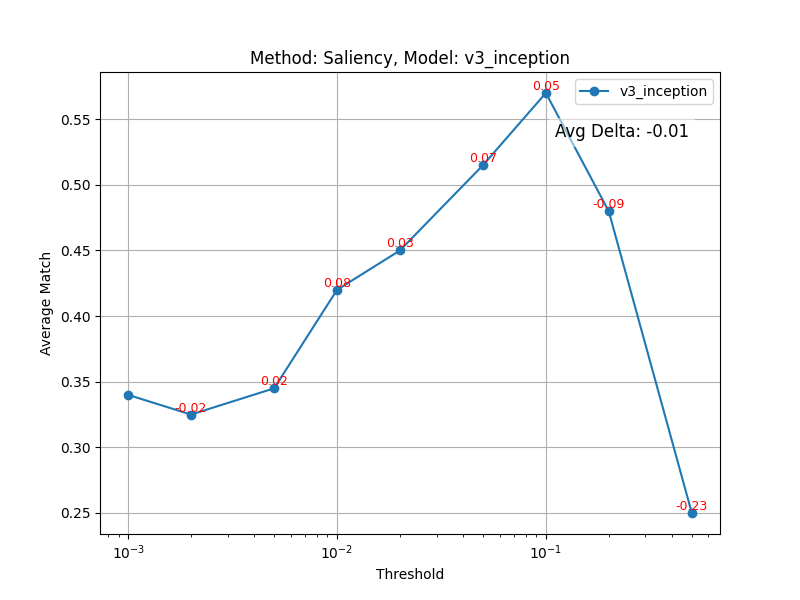 Method: Saliency, Model: v3_inception
v3_inception
Avg Delta: -0.01
0.05
0.07
-0.09
0.03
0.08
0.02
-0.02
-0.23
0.55
0.50
0.45
0.40
0.35
0.30
0.25
Average Match
10⁻³ 10⁻² 10⁻¹
Threshold